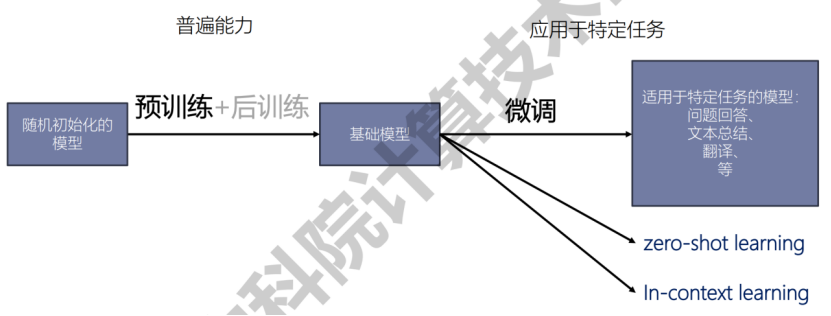 普遍能力
应用于特定任务
随机初始化的
模型
预训练+后训练
基础模型
微调
适用于特定任务的模型:
问题回答、
文本总结、
翻译、
等
zero-shot learning
In-context learning
科院计算技术